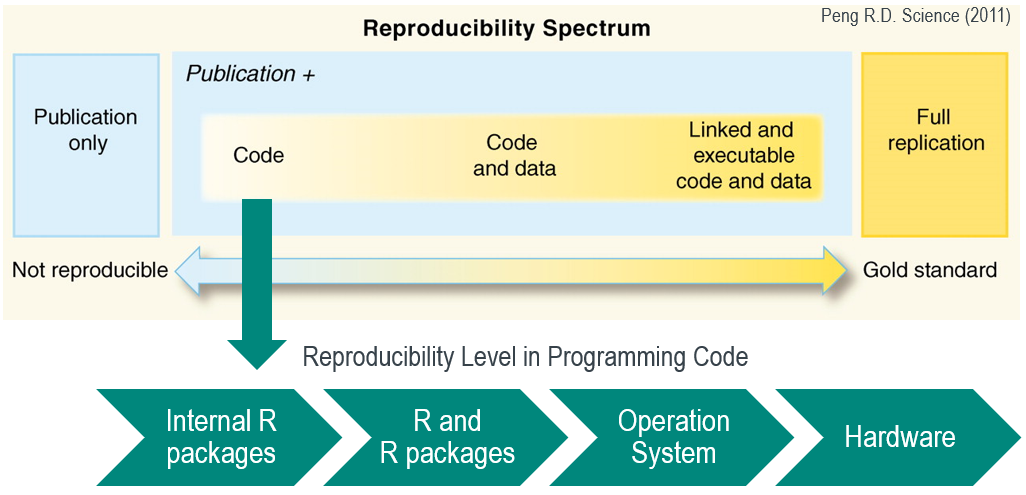 Peng R.D. Science (2011)
Reproducibility Spectrum
Publication
only
Publication +
Code
Code
and data
Linked and
executable
code and data
Full
replication
Not reproducible
Gold standard
Reproducibility Level in Programming Code
Internal R
packages
R and
R packages
Operation
System
Hardware